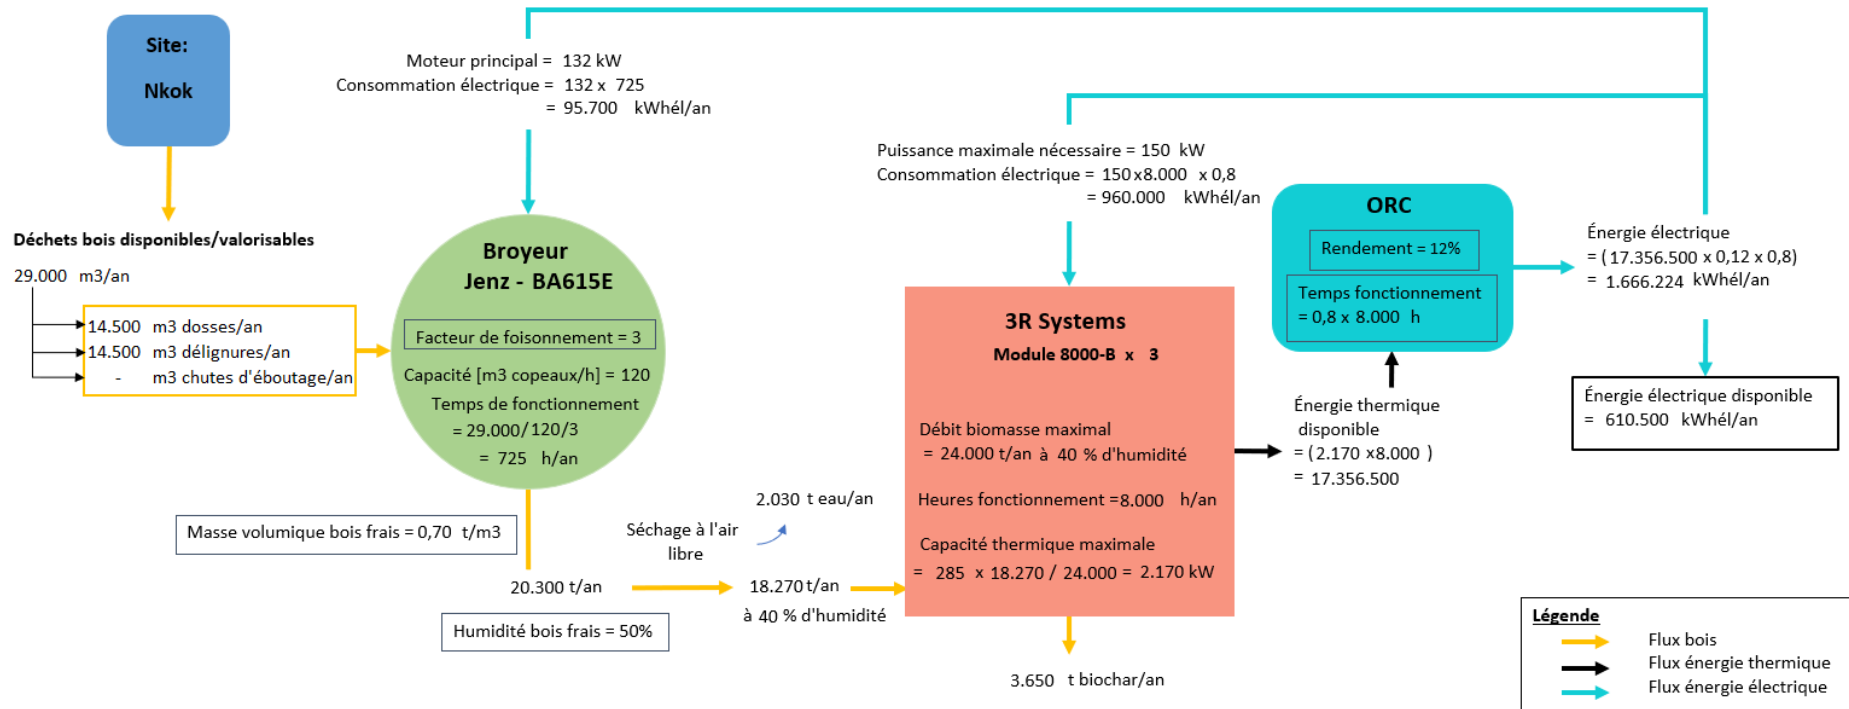 Site:
Nkok
Moteur principal = 132 kW
Consommation électrique = 132 x 725
= 95.700 kWhél/an
Puissance maximale nécessaire = 150 kW
Consommation électrique = 150 x8.000 x 0,8
= 960.000 kWhél/an
Déchets bois disponibles/valorisables
29.000 m3/an
14.500 m3 dosses/an
14.500 m3 délignures/an
- m3 chutes d'éboutage/an
Broyeur
Jenz - BA615E
Facteur de foisonnement = 3
Capacité [m3 copeaux/h] = 120
Temps de fonctionnement
= 29.000/120/3
= 725 h/an
Masse volumique bois frais = 0,70 t/m3
20.300 t/an
Humidité bois frais = 50%
Séchage à l'air
libre
2.030 t eau/an
18.270 t/an
à 40 % d'humidité
3R Systems
Module 8000-B x 3
Débit biomasse maximal
= 24.000 t/an à 40 % d'humidité
Heures fonctionnement =8.000 h/an
Capacité thermique maximale
= 285 x 18.270 / 24.000 = 2.170 kW
3.650 t biochar/an
ORC
Rendement = 12%
Temps fonctionnement
= 0,8 x 8.000 h
Énergie thermique
disponible
= (2.170 x8.000 )
= 17.356.500
Énergie électrique
= (17.356.500 x 0,12 x 0,8)
= 1.666.224 kWhél/an
Énergie électrique disponible
= 610.500 kWhél/an
Légende
Flux bois
Flux énergie thermique
Flux énergie électrique